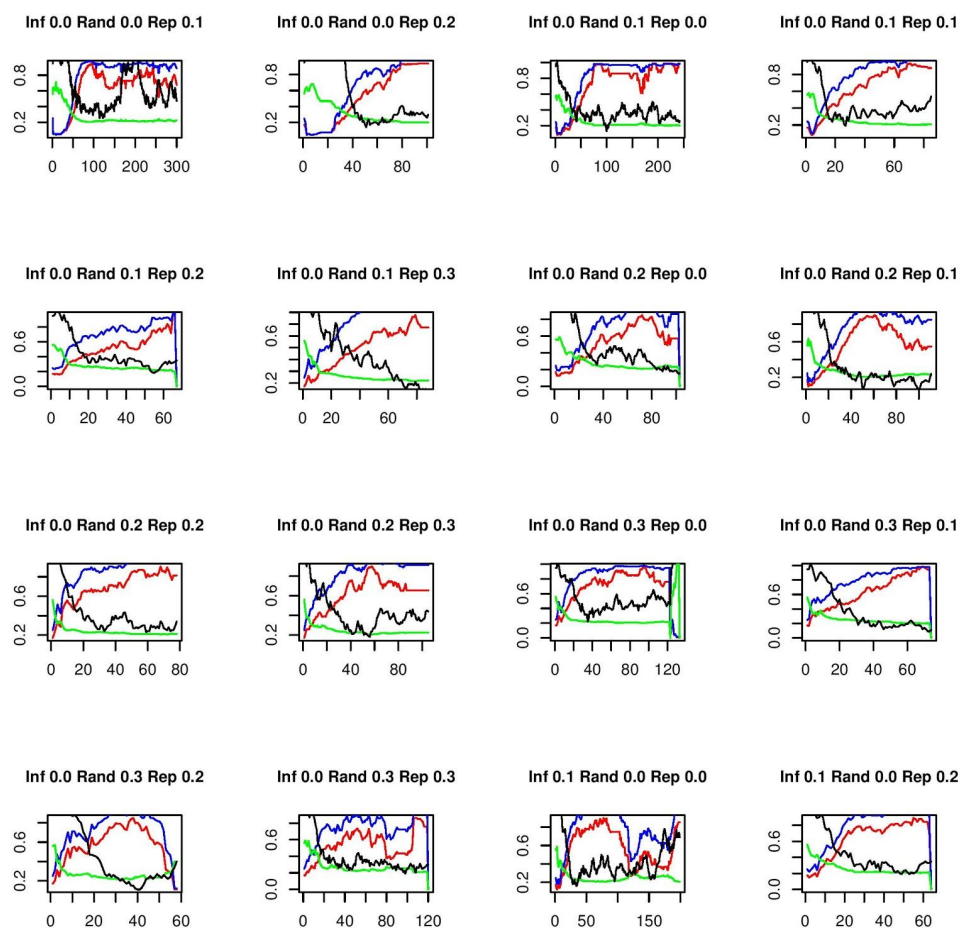 Inf 0.0 Rand 0.0 Rep 0.1
Inf 0.0 Rand 0.0 Rep 0.2
Inf 0.0 Rand 0.1 Rep 0.0
Inf 0.0 Rand 0.1 Rep 0.1
0.2 0.8
0.2 0.8
0.2 0.8
0.2 0.8
0 100 200 300
0 40 80
0 100 200
0 20 60
Inf 0.0 Rand 0.1 Rep 0.2
Inf 0.0 Rand 0.1 Rep 0.3
Inf 0.0 Rand 0.2 Rep 0.0
Inf 0.0 Rand 0.2 Rep 0.1
0.0 0.6
0.2 0.8
0.0 0.6
0.0 0.6
0 20 40 60
0 20 60
0 40 80
0 40 80
Inf 0.0 Rand 0.2 Rep 0.2
Inf 0.0 Rand 0.2 Rep 0.3
Inf 0.0 Rand 0.3 Rep 0.0
Inf 0.0 Rand 0.3 Rep 0.1
0.2 0.6
0.2 0.6
0.0 0.6
0.0 0.6
0 20 40 60 80
0 40 80
0 40 80 120
0 20 40 60
Inf 0.0 Rand 0.3 Rep 0.2
Inf 0.0 Rand 0.3 Rep 0.3
Inf 0.1 Rand 0.0 Rep 0.0
Inf 0.1 Rand 0.0 Rep 0.2
0.2 0.6
0.0 0.6
0.2 0.6
0.0 0.6
0 20 40 60
0 40 80 120
0 50 150
0 20 40 60